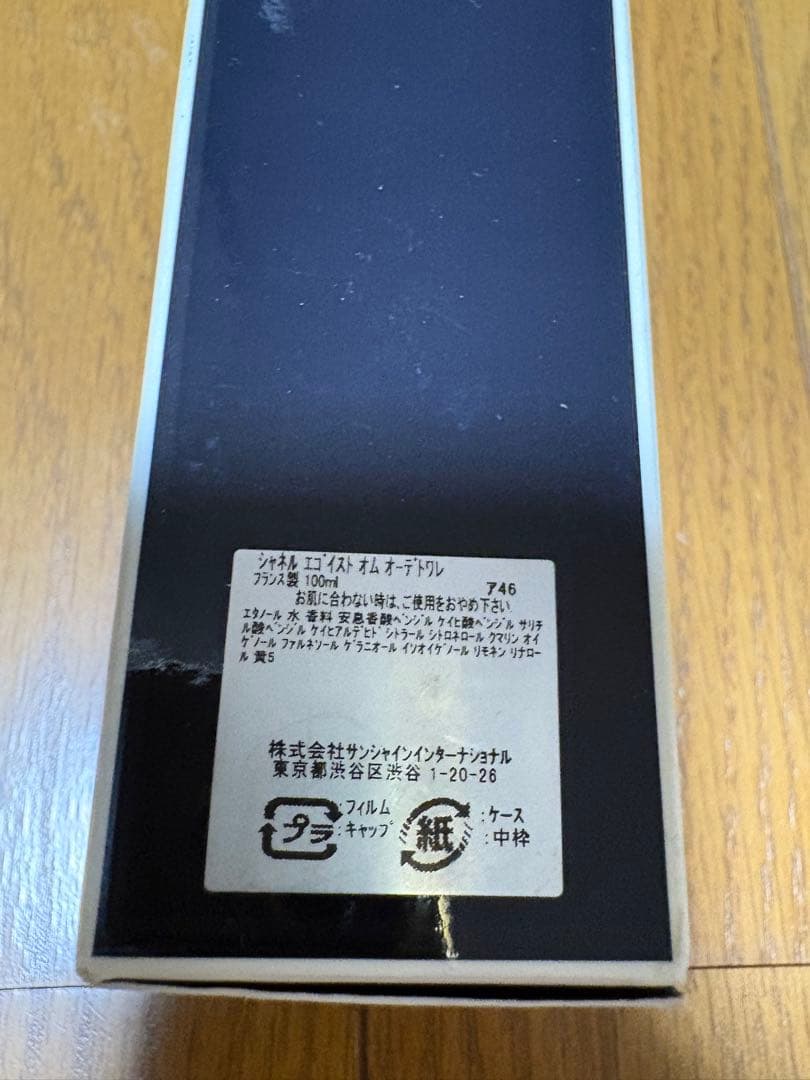 シャネル エゴイスト オム オーデトワレ
フランス製 100ml ア46
お肌に合わない時は、ご使用をおやめ下さい
エタノール 水 香料 安息香酸ベンジル ケイヒ酸ベンジル サリチ
ル酸ベンジル ケイヒアルデヒド シトラール シトロネロール クマリン オイ
ゲノール ファルネソール ゲラニオール イソオイゲノール リモネン リナロー
ル 黄5
株式会社サンシャインインターナショナル
東京都渋谷区渋谷 1-20-26
プラ :フィルム :キャップ
紙 :ケース :中枠